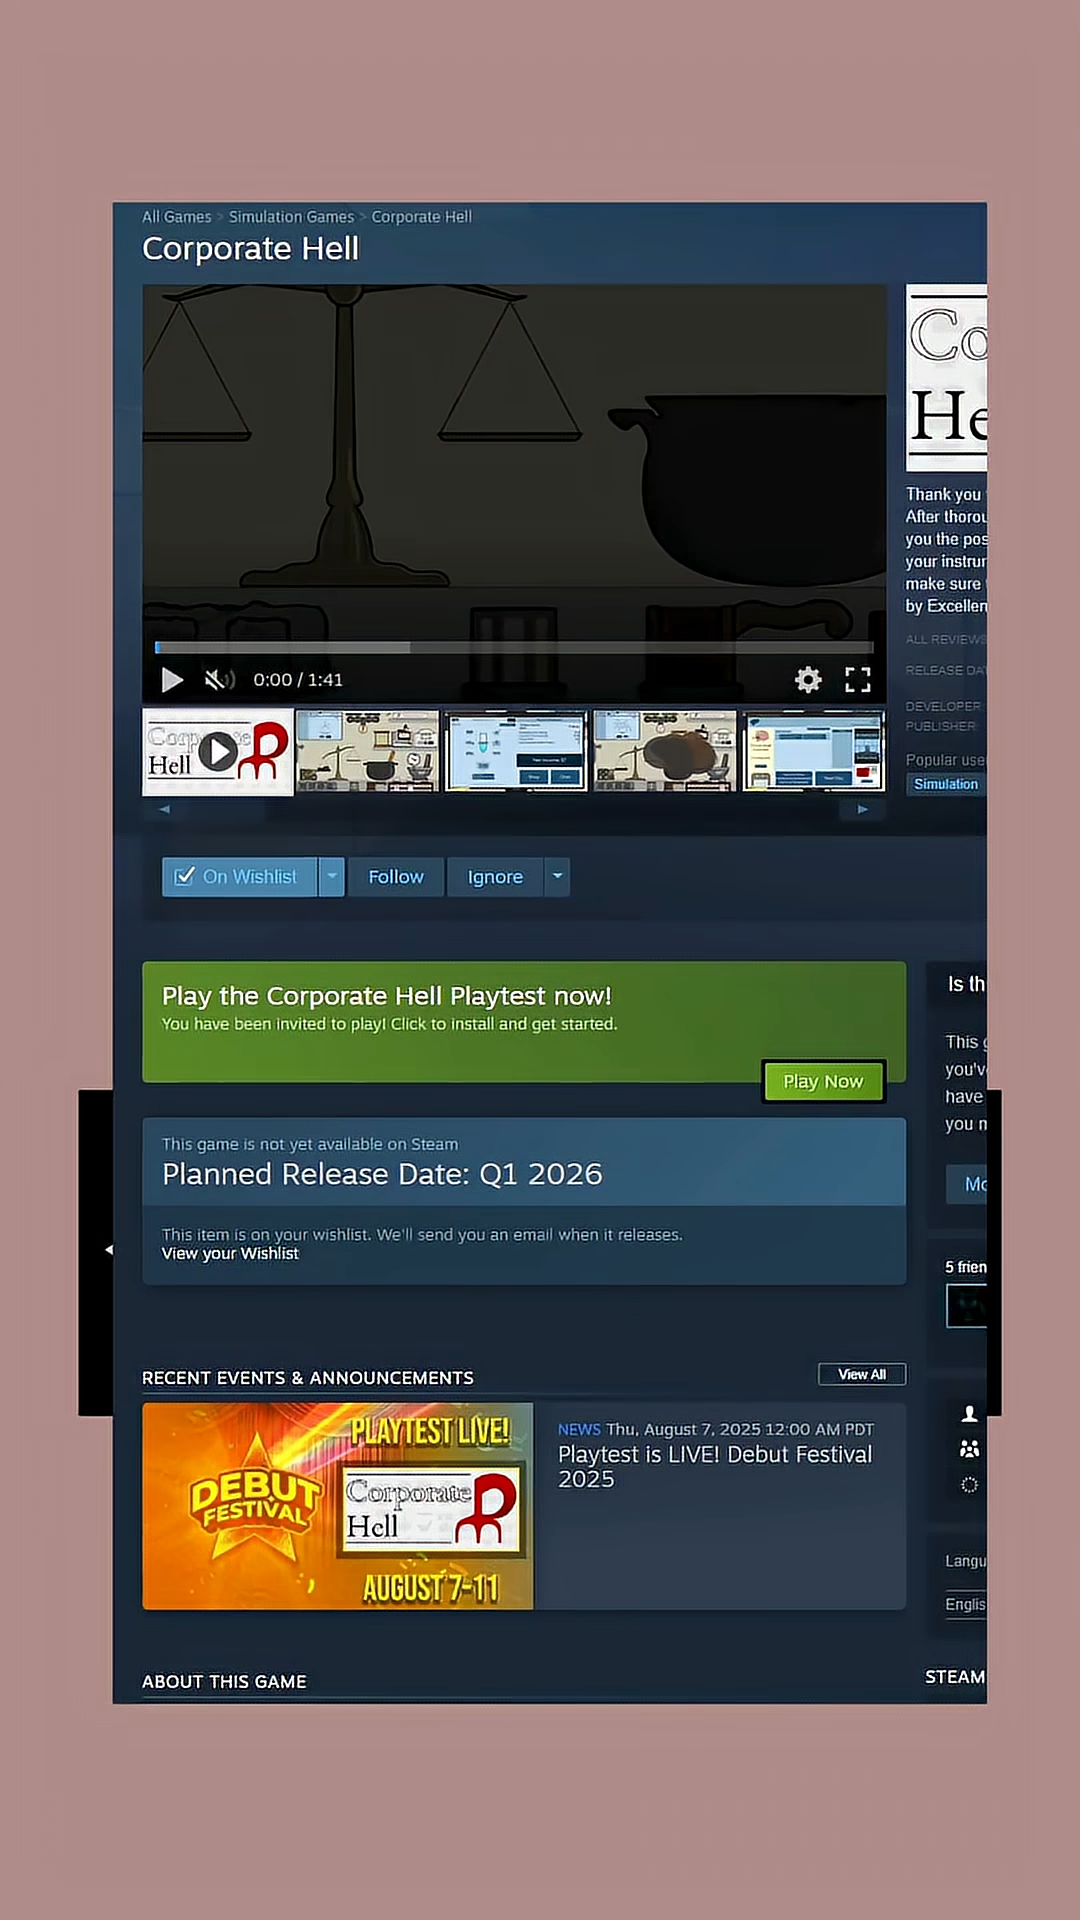 All Games > Simulation Games > Corporate Hell
Corporate Hell
Co
He
Thank you
After
you the
your
make sure
by
ALL REVIEWS
RELEASE
DEVELOPER
PUBLISHER
Popular
Simulation
0:00 / 1:41
Corporate
Hell
On Wishlist
Follow
Ignore
Play the Corporate Hell Playtest now!
You have been invited to play! Click to install and get started.
Play Now
This game is not yet available on Steam
Planned Release Date: Q1 2026
This item is on your wishlist. We'll send you an email when it releases.
View your Wishlist
Is th
This
you'v
have
you m
Mo
5 frien
RECENT EVENTS & ANNOUNCEMENTS
View All
PLAYTEST LIVE!
DEBUT
FESTIVAL
Corporate
Hell
AUGUST 7-11
NEWS Thu, August 7, 2025 12:00 AM PDT
Playtest is LIVE! Debut Festival
2025
Langu
Englis
ABOUT THIS GAME
STEAM